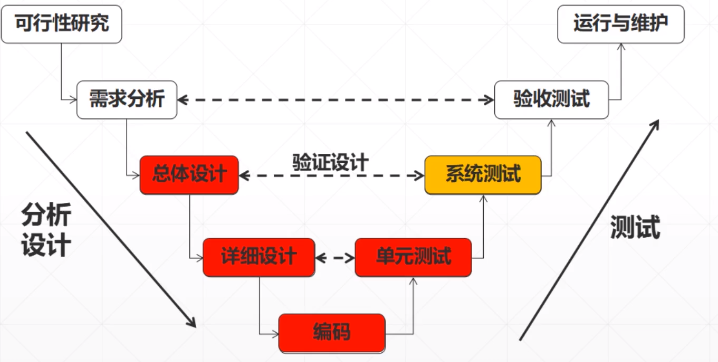 可行性研究
运行与维护
需求分析
验收测试
总体设计
验证设计
系统测试
分析
设计
测试
详细设计
单元测试
编码